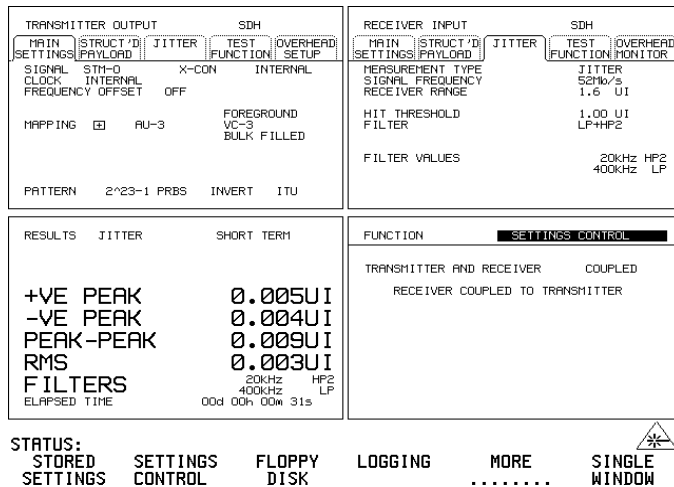 TRANSMITTER OUTPUT SDH
MAIN SETTINGS STRUCT'D PAYLOAD JITTER TEST FUNCTION OVERHEAD SETUP
SIGNAL STM-0 X-CON INTERNAL
CLOCK INTERNAL
FREQUENCY OFFSET OFF
FOREGROUND
MAPPING + AU-3 VC-3
BULK FILLED
PATTERN 2^23-1 PRBS INVERT ITU
RECEIVER INPUT SDH
MAIN SETTINGS STRUCT'D PAYLOAD JITTER TEST FUNCTION OVERHEAD MONITOR
MEASUREMENT TYPE JITTER
SIGNAL FREQUENCY 52Mb/s
RECEIVER RANGE 1.6 UI
HIT THRESHOLD 1.00 UI
FILTER LP+HP2
FILTER VALUES 20KHz HP2
400KHz LP
RESULTS JITTER SHORT TERM
+VE PEAK 0.005UI
-VE PEAK 0.004UI
PEAK-PEAK 0.009UI
RMS 0.003UI
FILTERS 20KHz HP2
400KHz LP
ELAPSED TIME 00d 00h 00m 31s
FUNCTION SETTINGS CONTROL
TRANSMITTER AND RECEIVER COUPLED
RECEIVER COUPLED TO TRANSMITTER
STATUS:
STORED SETTINGS FLOPPY LOGGING MORE SINGLE
SETTINGS CONTROL DISK ........ WINDOW